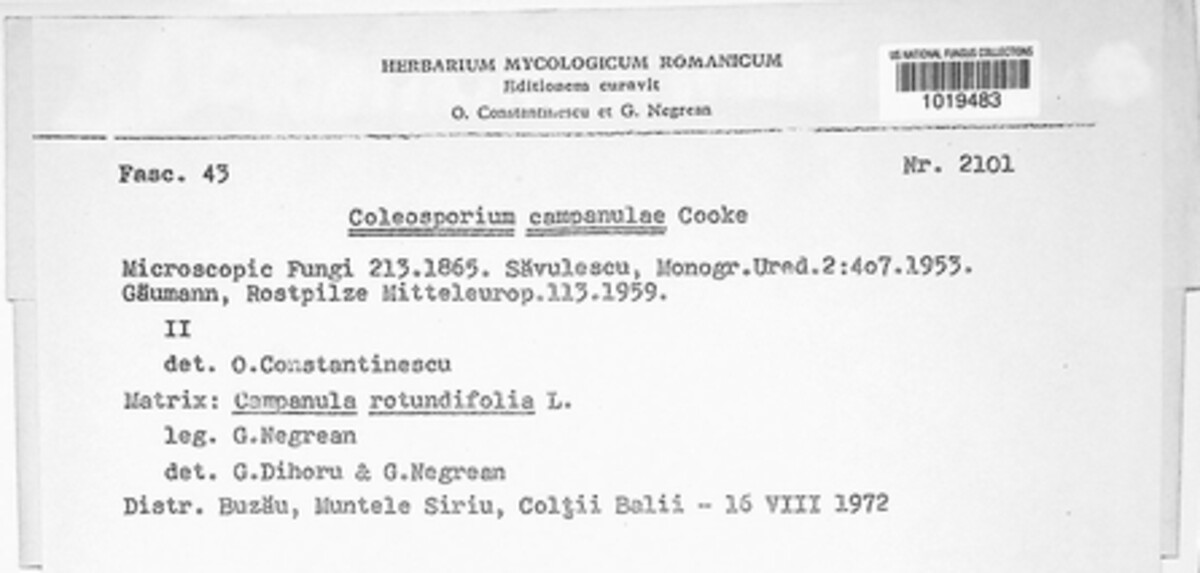 HERBARIUM MYCOLOGICUM ROMANICUM
Editionem curavit
O. Constantinescu et G. Negrean
US NATIONAL FUNGUS COLLECTIONS
1019483
Fasc. 43
Nr. 2101
Coleosporium campanulae Cooke
Microscopic Fungi 213.1865. Săvulescu, Monogr.Ured.2:4o7.1953.
Gäumann, Rostpilze Mitteleurop.113.1959.
II
det. O.Constantinescu
Matrix: Campanula rotundifolia L.
leg. G.Negrean
det. G.Dihoru & G.Negrean
Distr. Buzău, Muntele Siriu, Colţii Balii - 16 VIII 1972